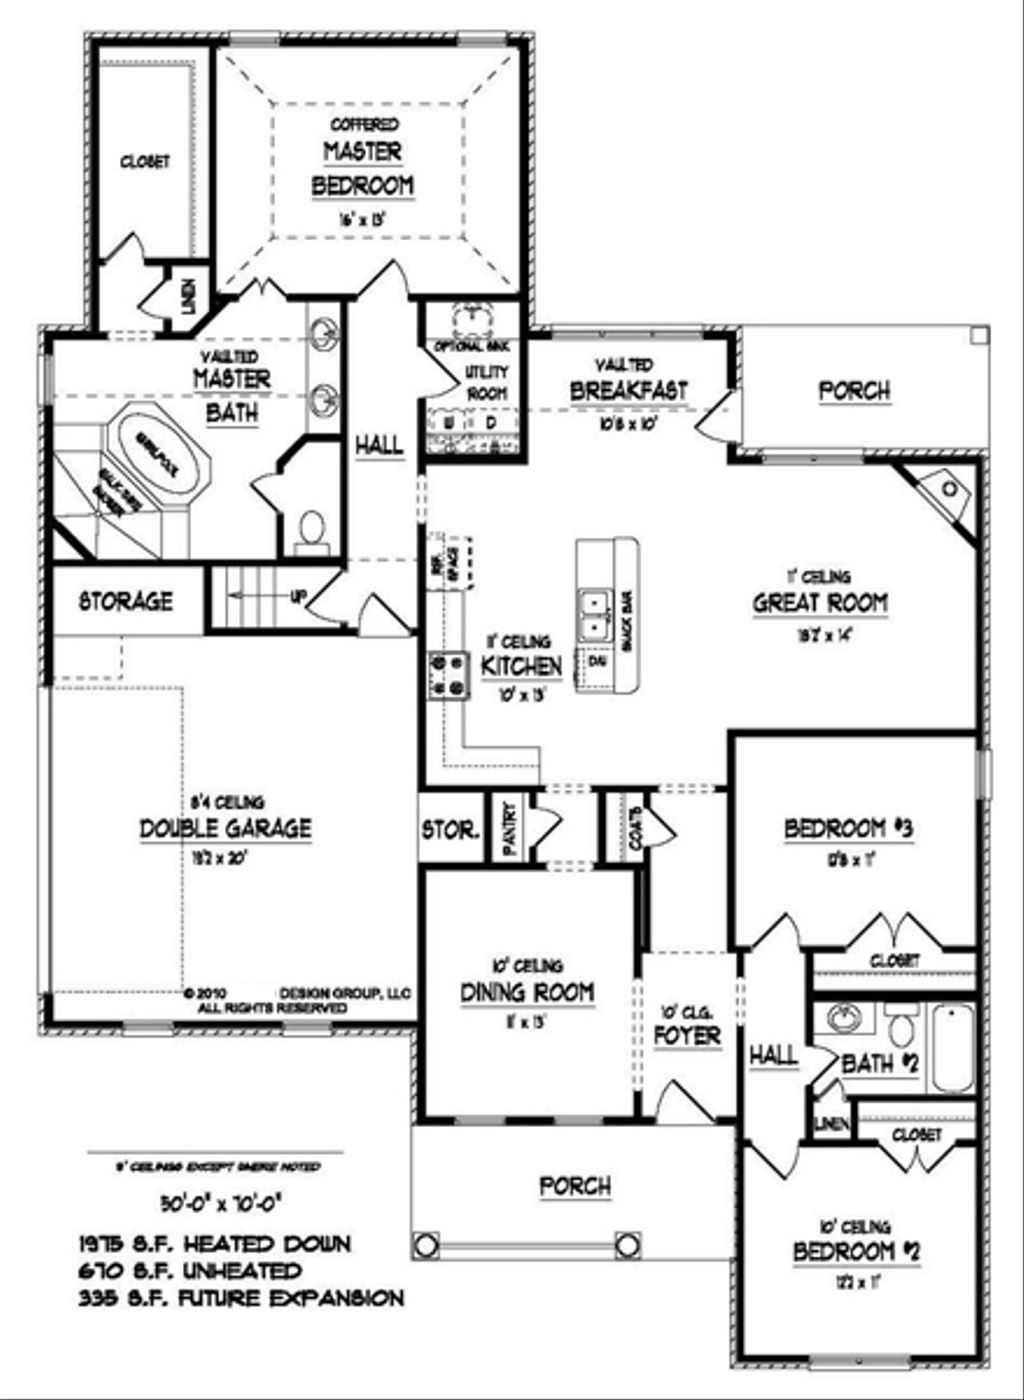 CLOSET
COFFERED
MASTER
BEDROOM
16' x 13'
LINEN
VAULTED
MASTER
BATH
WHIRLPOOL
WALK-THRU
SHOWER
HALL
OPTIONAL SINK
UTILITY
ROOM
W D
VAULTED
BREAKFAST
10'8 x 10'
PORCH
STORAGE
UP
REF.
SPACE
11' CEILING
KITCHEN
10' x 13'
SNACK BAR
D/W
11' CEILING
GREAT ROOM
18'2" x 14'
8'4 CEILING
DOUBLE GARAGE
19'2 x 20'
STOR.
PANTRY
COATS
BEDROOM #3
12'8 x 11'
CLOSET
© 2010 DESIGN GROUP, LLC
ALL RIGHTS RESERVED
10' CEILING
DINING ROOM
11' x 13'
10' CLG.
FOYER
HALL
BATH #2
LINEN
CLOSET
PORCH
10' CEILING
BEDROOM #2
12'2 x 11'
9' CEILINGS EXCEPT WHERE NOTED
50'-0" x 70'-0"
1975 S.F. HEATED DOWN
670 S.F. UNHEATED
335 S.F. FUTURE EXPANSION